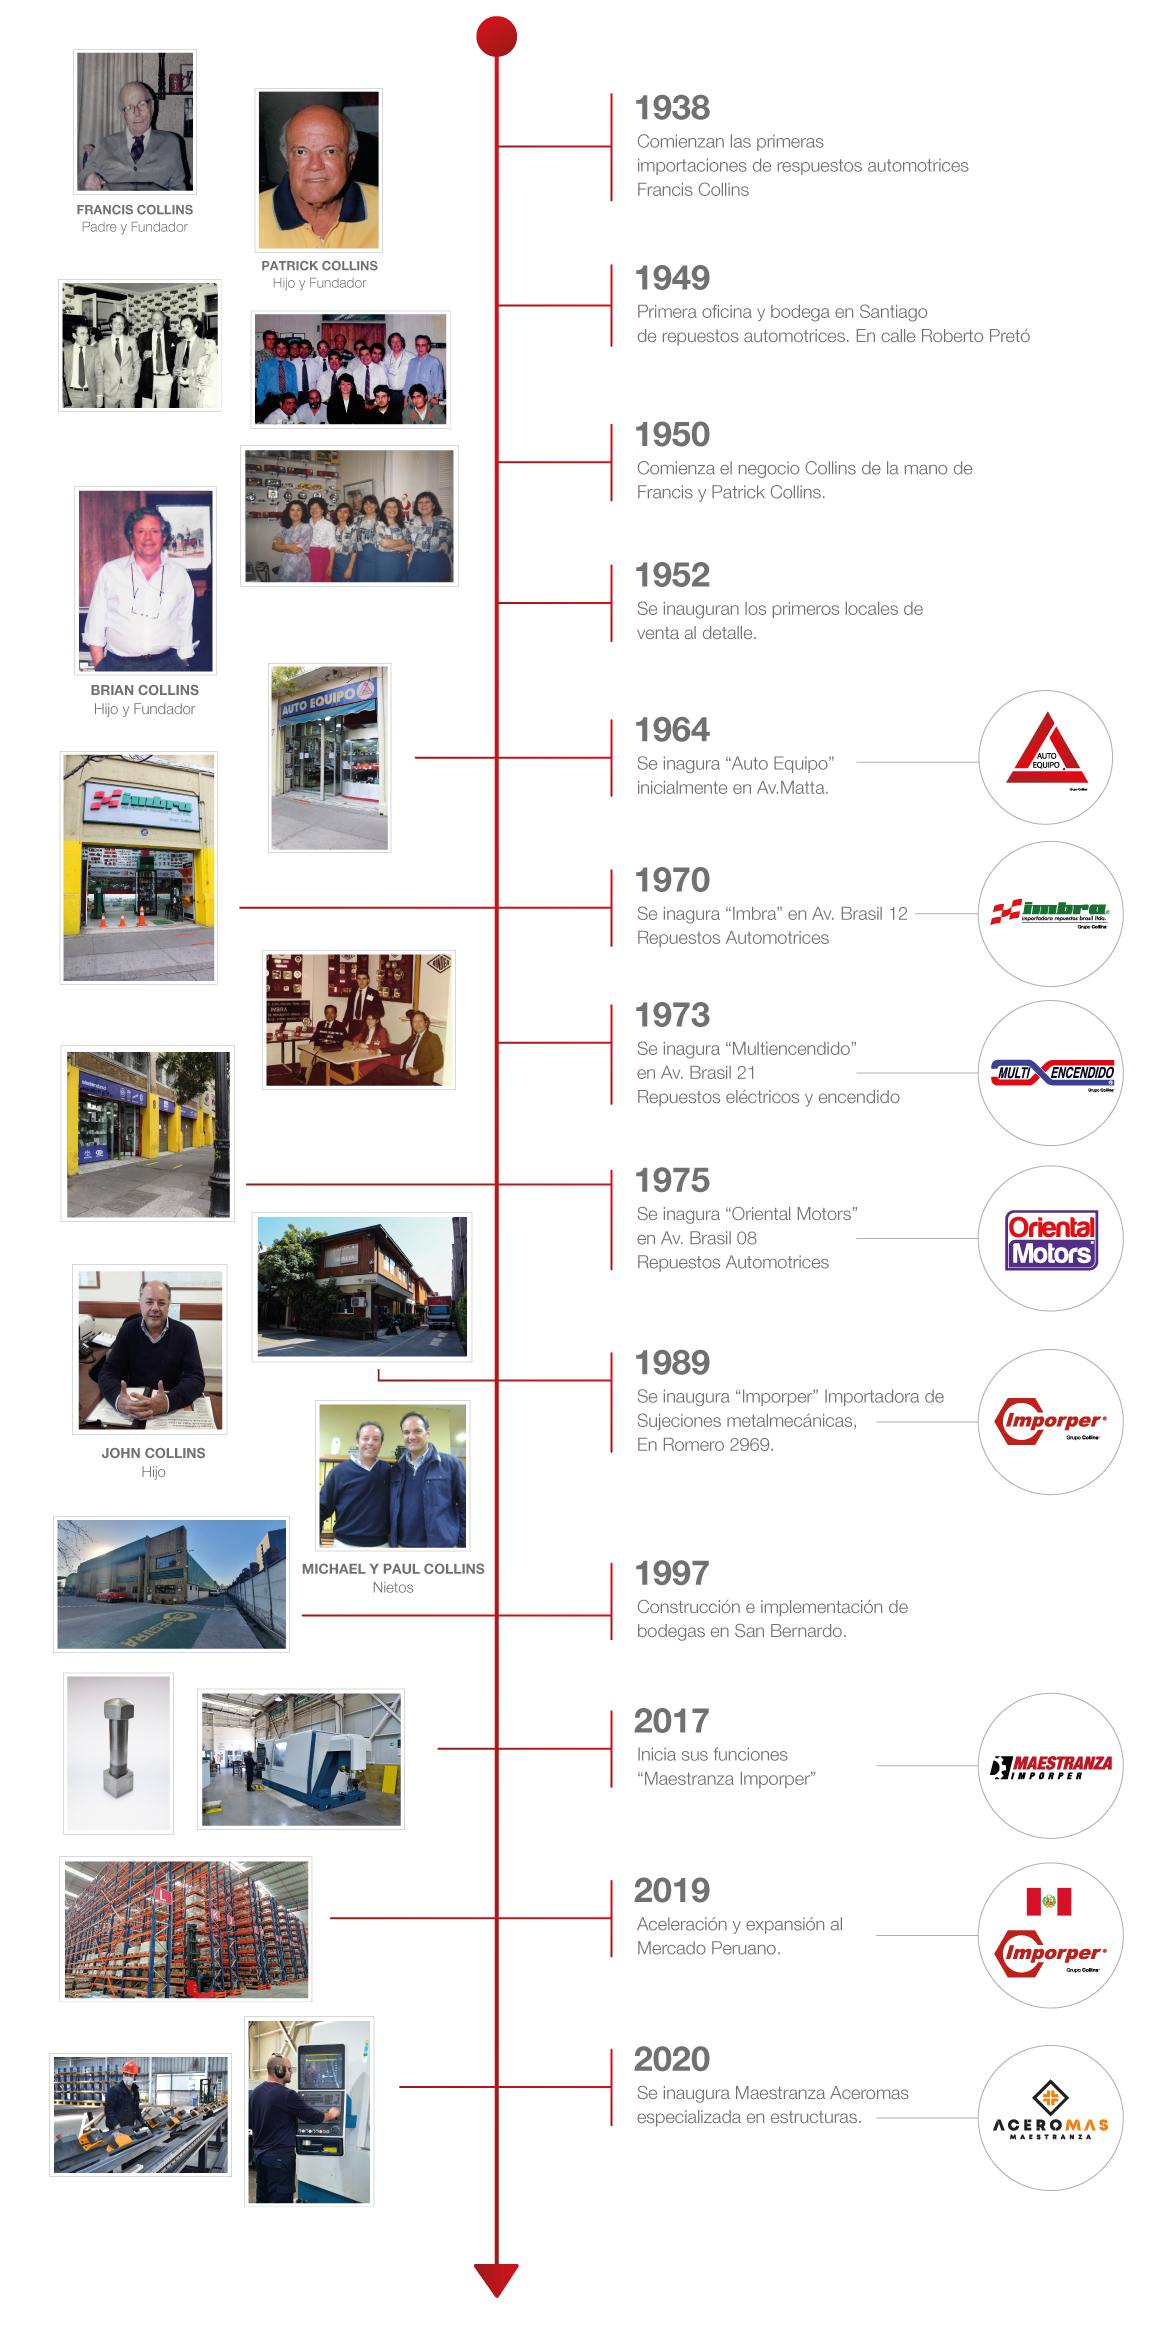 FRANCIS COLLINS
Padre y Fundador
PATRICK COLLINS
Hijo y Fundador
BRIAN COLLINS
Hijo y Fundador
AUTO EQUIPO
imbra
Grupo Collins
IMBRA
JOHN COLLINS
Hijo
MICHAEL Y PAUL COLLINS
Nietos
L
1938
Comienzan las primeras
importaciones de respuestos automotrices
Francis Collins
1949
Primera oficina y bodega en Santiago
de repuestos automotrices. En calle Roberto Pretó
1950
Comienza el negocio Collins de la mano de
Francis y Patrick Collins.
1952
Se inauguran los primeros locales de
venta al detalle.
1964
Se inagura “Auto Equipo”
inicialmente en Av.Matta.
AUTO
EQUIPO
Grupo Collins
1970
Se inagura “Imbra” en Av. Brasil 12
Repuestos Automotrices
imbra®
importadora repuestos brasil ltda.
Grupo Collins
1973
Se inagura “Multiencendido”
en Av. Brasil 21
Repuestos eléctricos y encendido
MULTI ENCENDIDO
Grupo Collins
1975
Se inagura “Oriental Motors”
en Av. Brasil 08
Repuestos Automotrices
Oriental
Motors
1989
Se inaugura “Imporper” Importadora de
Sujeciones metalmecánicas,
En Romero 2969.
Imporper®
Grupo Collins
1997
Construcción e implementación de
bodegas en San Bernardo.
2017
Inicia sus funciones
“Maestranza Imporper”
MAESTRANZA
IMPORPER
2019
Aceleración y expansión al
Mercado Peruano.
Imporper®
Grupo Collins
2020
Se inaugura Maestranza Aceromas
especializada en estructuras.
ACEROMAS
MAESTRANZA